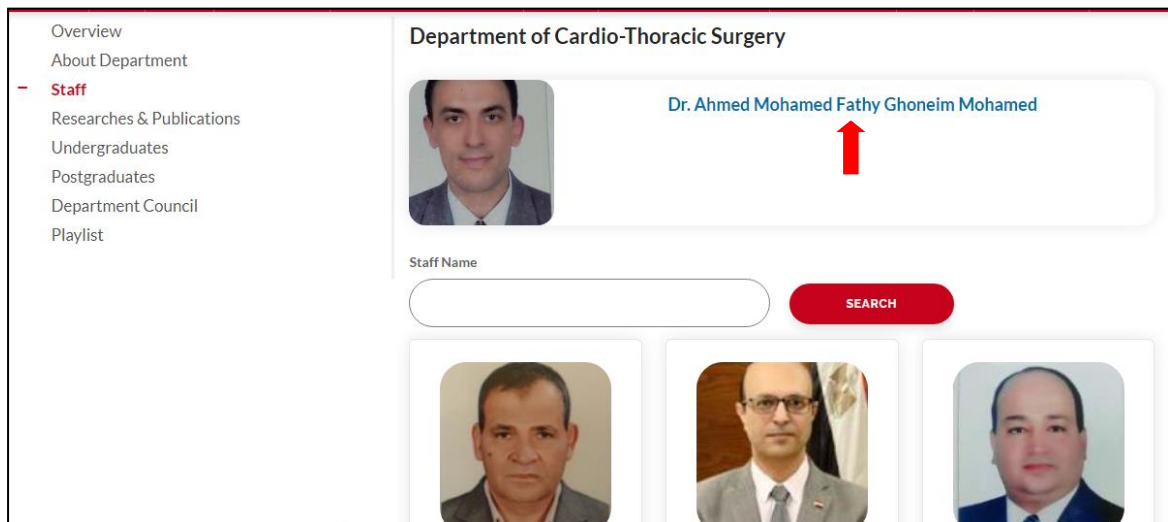 Overview
About Department
Staff
Researches & Publications
Undergraduates
Postgraduates
Department Council
Playlist
Department of Cardio-Thoracic Surgery
Dr. Ahmed Mohamed Fathy Ghoneim Mohamed
Staff Name
SEARCH